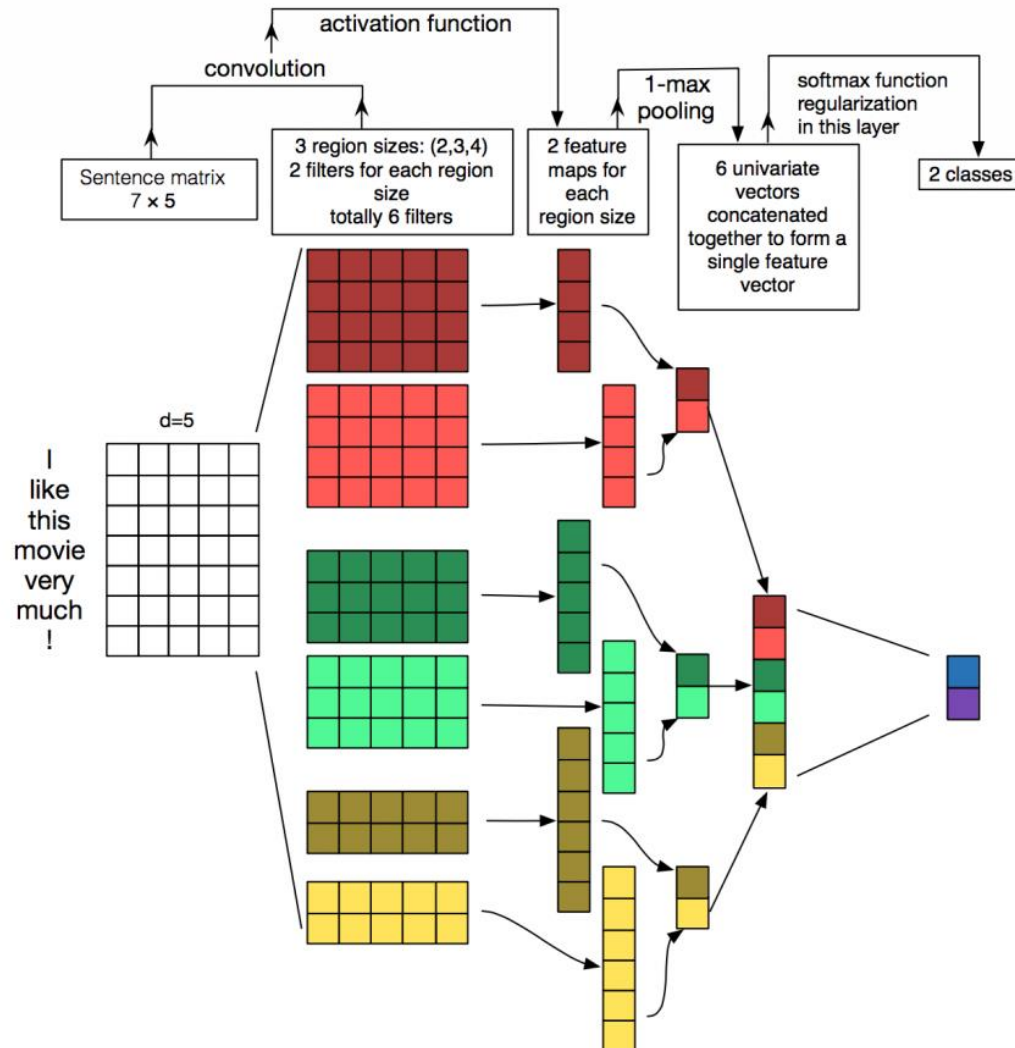 activation function
convolution
1-max
pooling
softmax function
regularization
in this layer
Sentence matrix
7 × 5
3 region sizes: (2,3,4)
2 filters for each region
size
totally 6 filters
2 feature
maps for
each
region size
6 univariate
vectors
concatenated
together to form a
single feature
vector
2 classes
d=5
I
like
this
movie
very
much
!